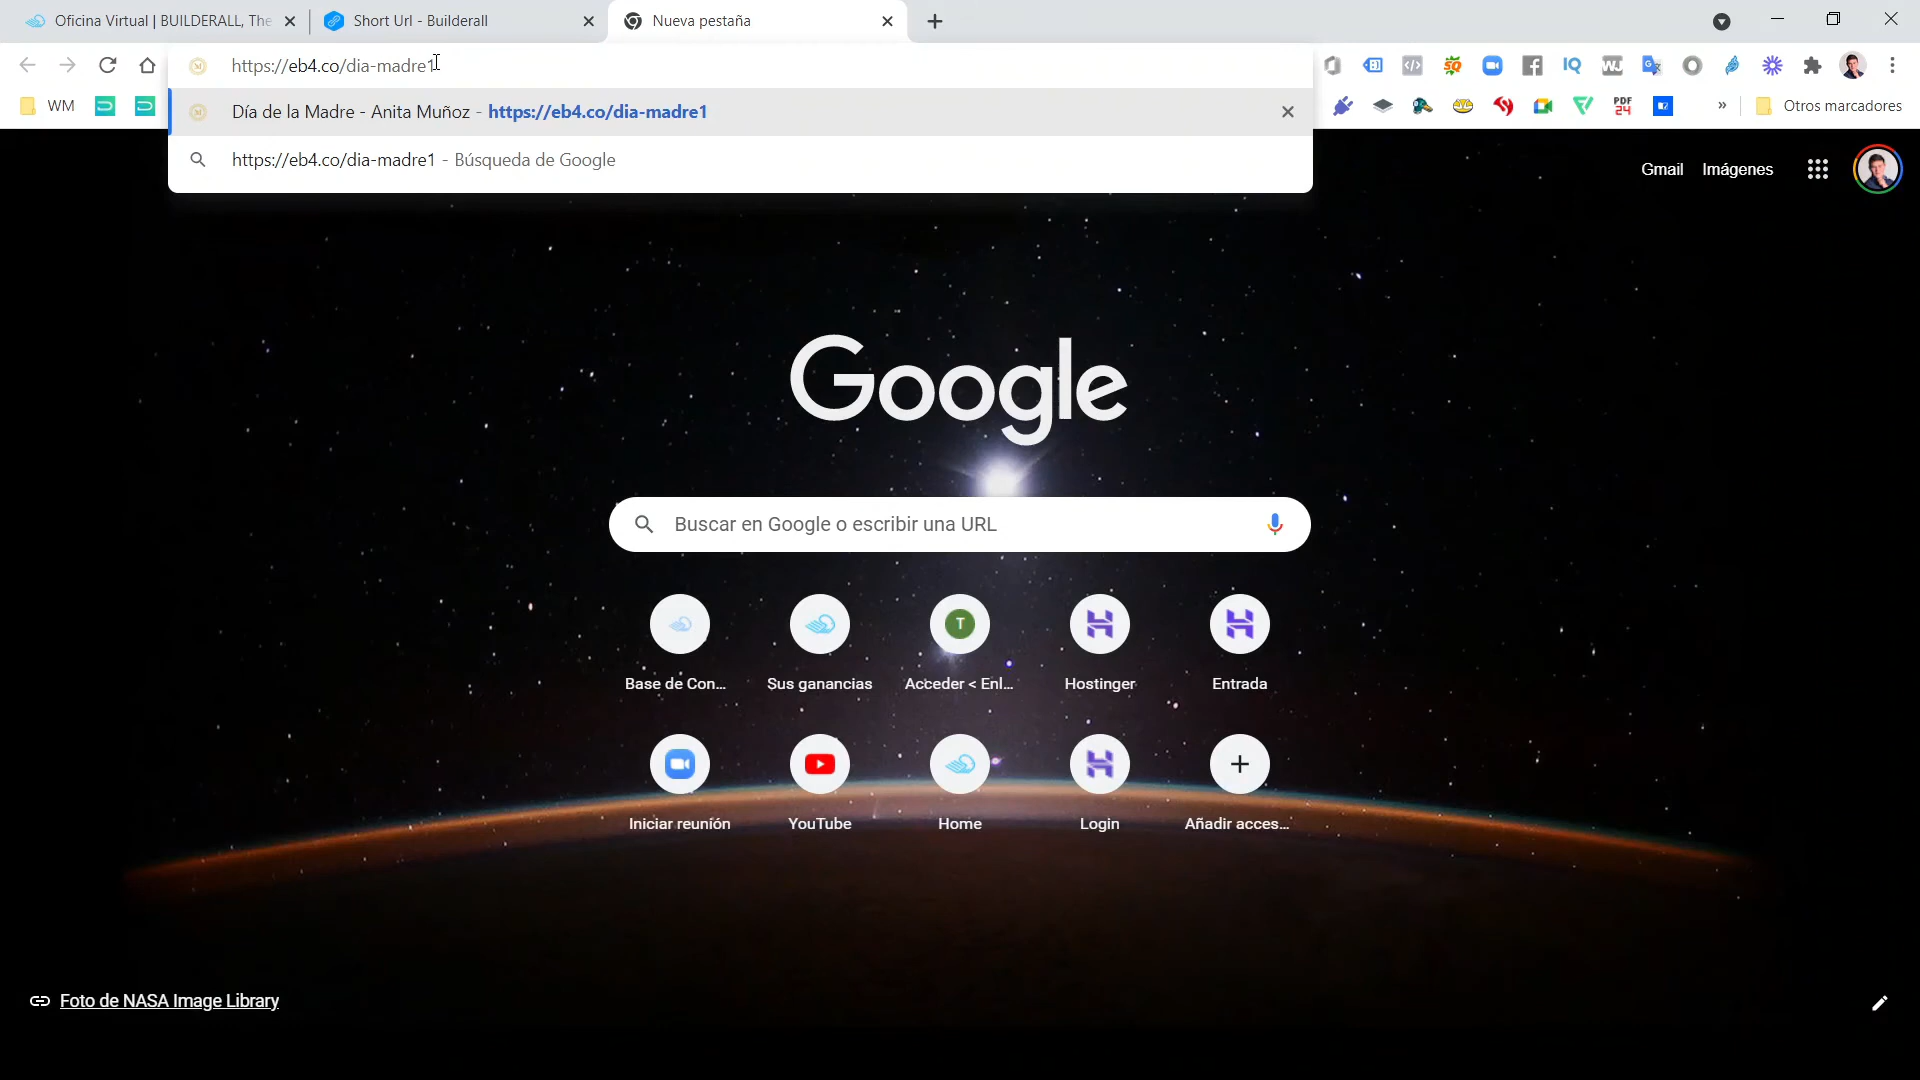 Oficina Virtual | BUILDERALL, The
Short Url - Builderall
Nueva pestaña
https://eb4.co/dia-madre1
WM
Día de la Madre - Anita Muñoz - https://eb4.co/dia-madre1
PDF
24
»
Otros marcadores
https://eb4.co/dia-madre1 - Búsqueda de Google
Gmail
Imágenes
Google
Buscar en Google o escribir una URL
T
Base de Con...
Sus ganancias
Acceder < Enl...
Hostinger
Entrada
Iniciar reunión
YouTube
Home
Login
Añadir acces...
Foto de NASA Image Library